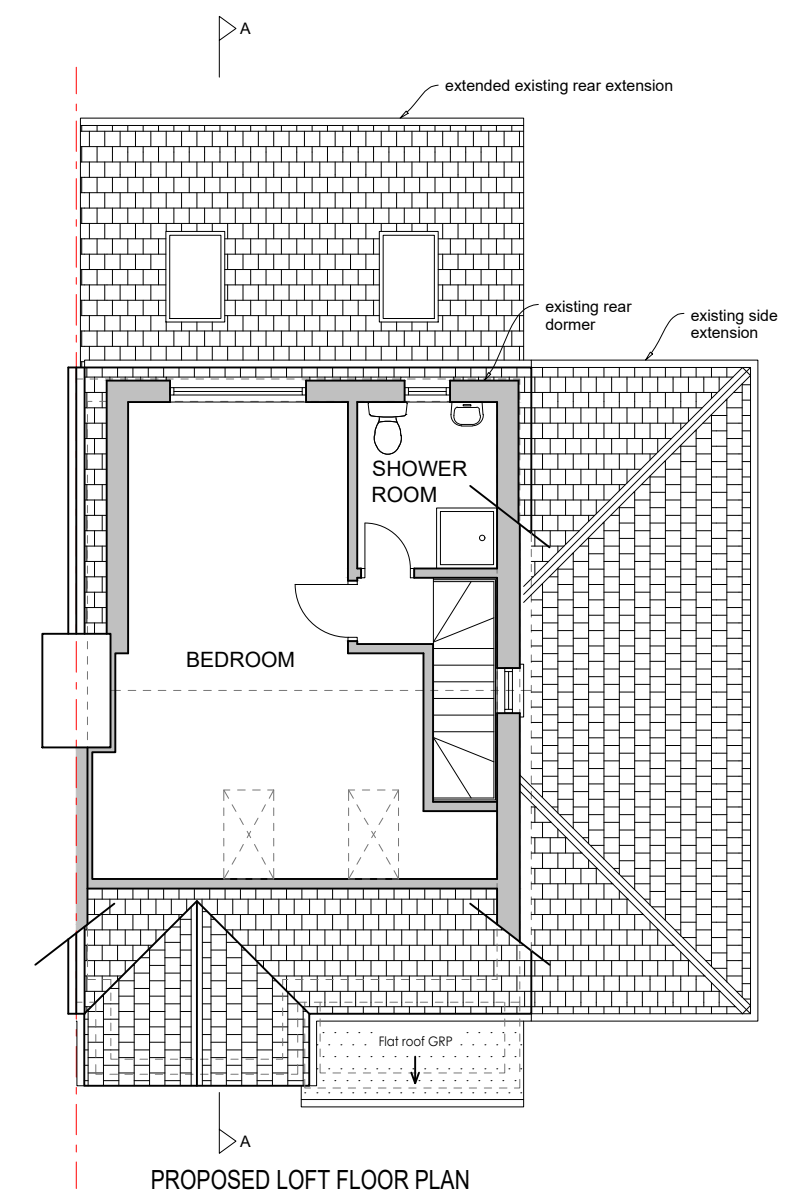 A
extended existing rear extension
existing rear
dormer
existing side
extension
SHOWER
ROOM
BEDROOM
Flat roof GRP
A
PROPOSED LOFT FLOOR PLAN